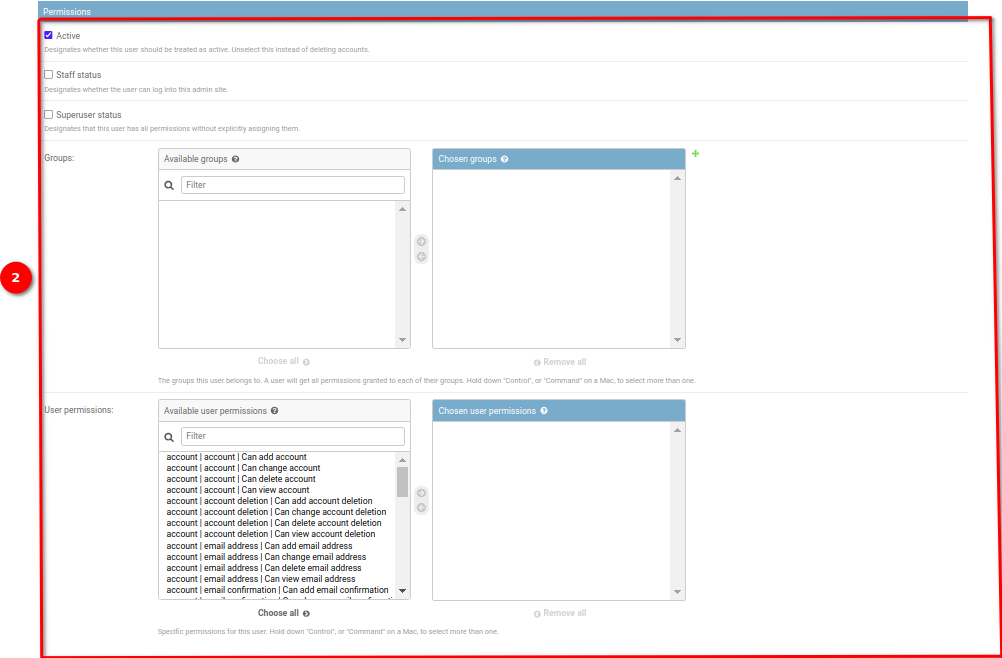 Permissions
Active
Designates whether this user should be treated as active. Unselect this instead of deleting accounts.
Staff status
Designates whether the user can log into this admin site.
Superuser status
Designates that this user has all permissions without explicitly assigning them.
Groups:
Available groups
Filter
Choose all
Chosen groups
Remove all
The groups this user belongs to. A user will get all permissions granted to each of their groups. Hold down "Control", or "Command" on a Mac, to select more than one.
2
User permissions:
Available user permissions
Filter
account | account | Can add account
account | account | Can change account
account | account | Can delete account
account | account | Can view account
account | account deletion | Can add account deletion
account | account deletion | Can change account deletion
account | account deletion | Can delete account deletion
account | account deletion | Can view account deletion
account | email address | Can add email address
account | email address | Can change email address
account | email address | Can delete email address
account | email address | Can view email address
account | email confirmation | Can add email confirmation
Choose all
Chosen user permissions
Remove all
Specific permissions for this user. Hold down "Control", or "Command" on a Mac, to select more than one.